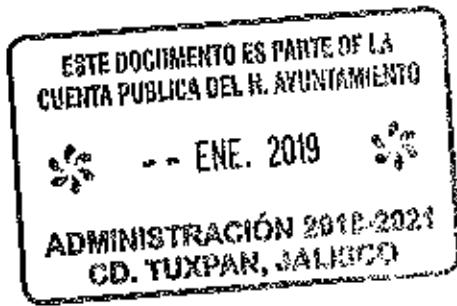 ESTE DOCUMENTO ES PARTE DE LA
CUENTA PUBLICA DEL H. AYUNTAMIENTO
-- ENE. 2019
ADMINISTRACIÓN 2018-2021
CD. TUXPAN, JALISCO